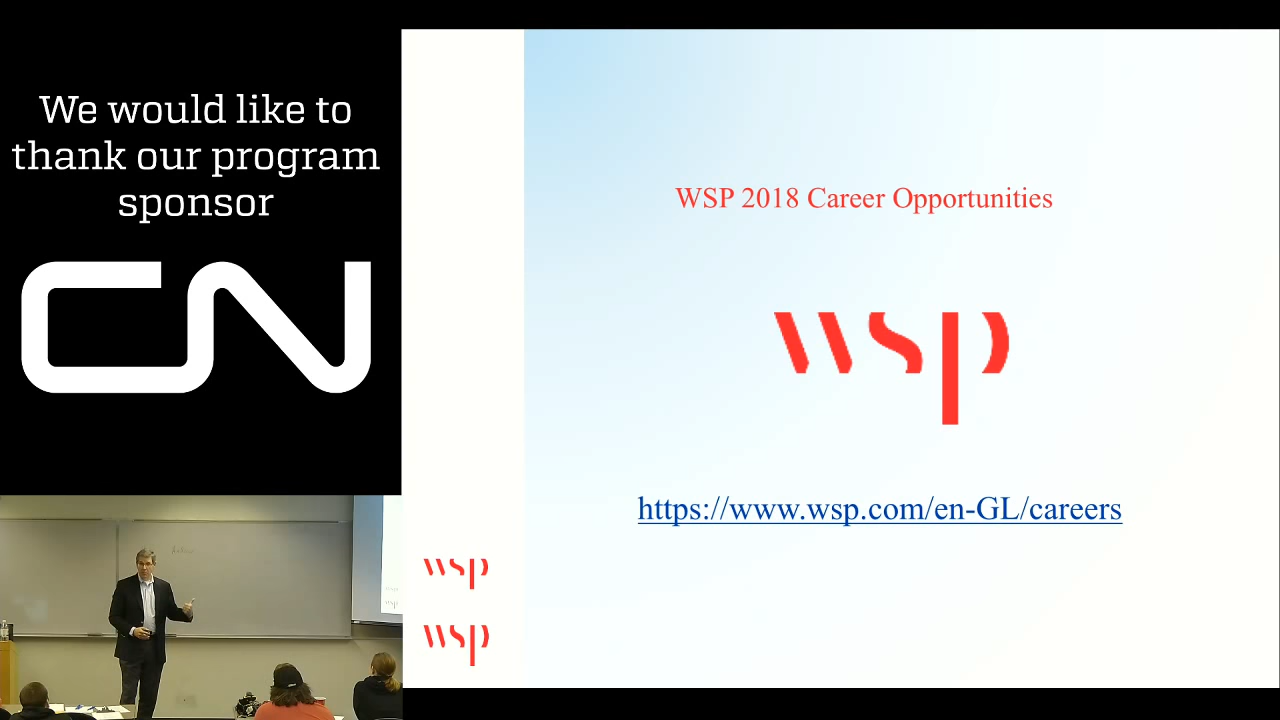 We would like to
thank our program
sponsor
CN
WSP 2018 Career Opportunities
wsp
https://www.wsp.com/en-GL/careers
wsp
wsp